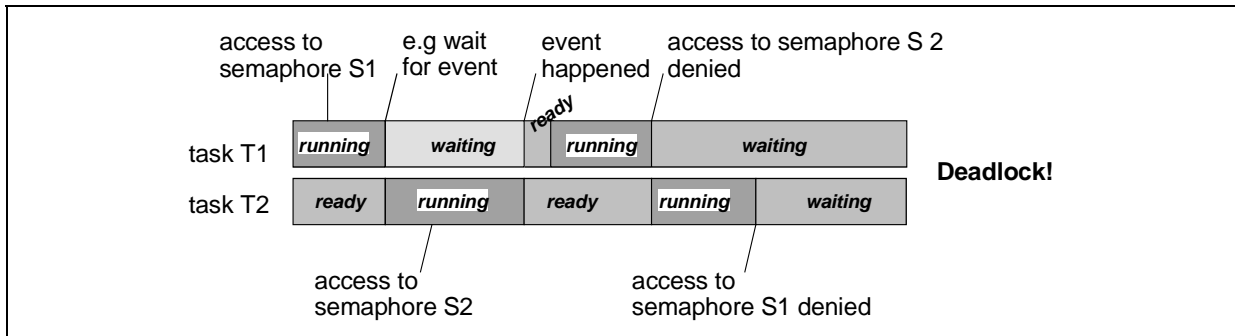 access to
semaphore S1
e.g wait
for event
event
happened
access to semaphore S 2
denied
ready
task T1
running
waiting
running
waiting
Deadlock!
task T2
ready
running
ready
running
waiting
access to
semaphore S2
access to
semaphore S1 denied